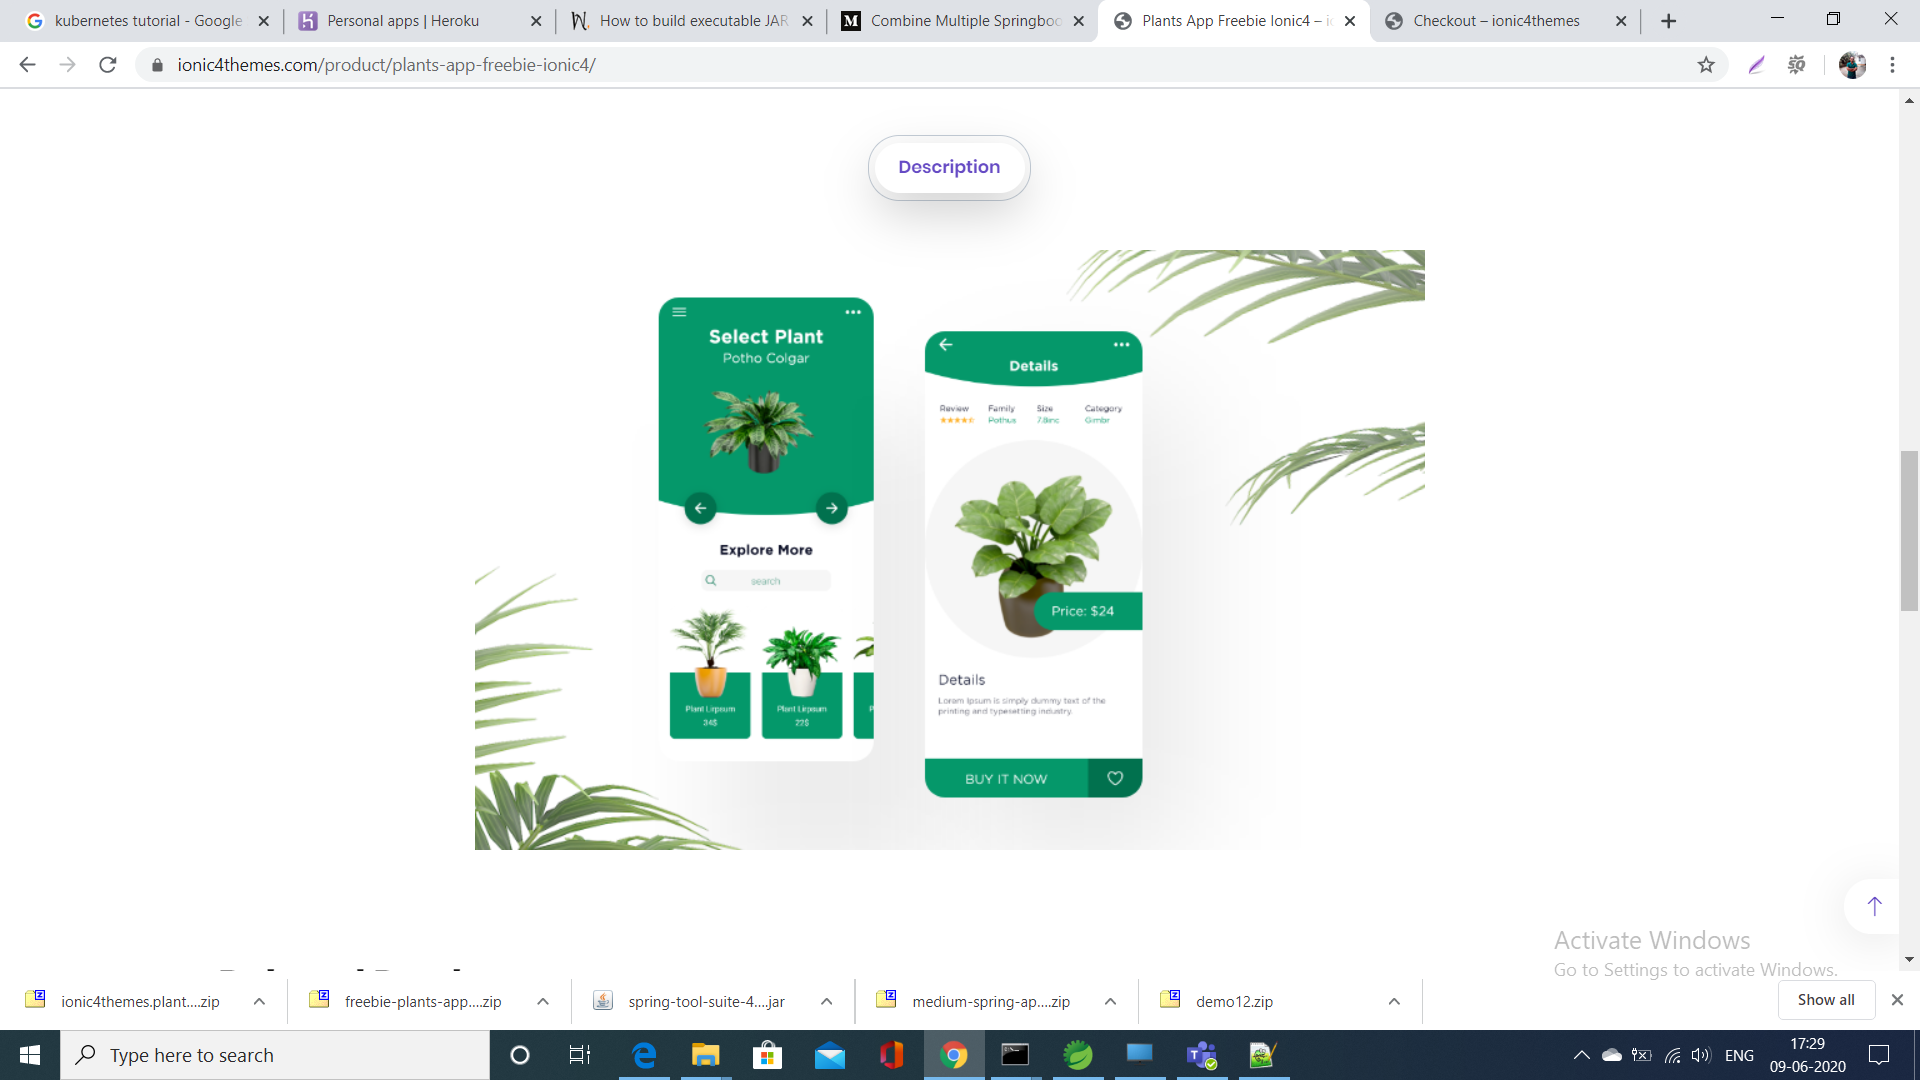 kubernetes tutorial - Google
Personal apps | Heroku
How to build executable JAR
Combine Multiple Springboo
Plants App Freebie Ionic4 –
Checkout – ionic4themes
ionic4themes.com/product/plants-app-freebie-ionic4/
Description
Select Plant
Potho Colgar
Explore More
search
Plant Lirpsum
34$
Plant Lirpsum
22$
Details
Review
Family
Size
Category
Pothus
7.8inc
Gimbr
Price: $24
Details
Lorem Ipsum is simply dummy text of the
printing and typesetting industry.
BUY IT NOW
Activate Windows
Go to Settings to activate Windows.
ionic4themes.plant....zip
freebie-plants-app....zip
spring-tool-suite-4....jar
medium-spring-ap....zip
demo12.zip
Show all
Type here to search
ENG
17:29
09-06-2020